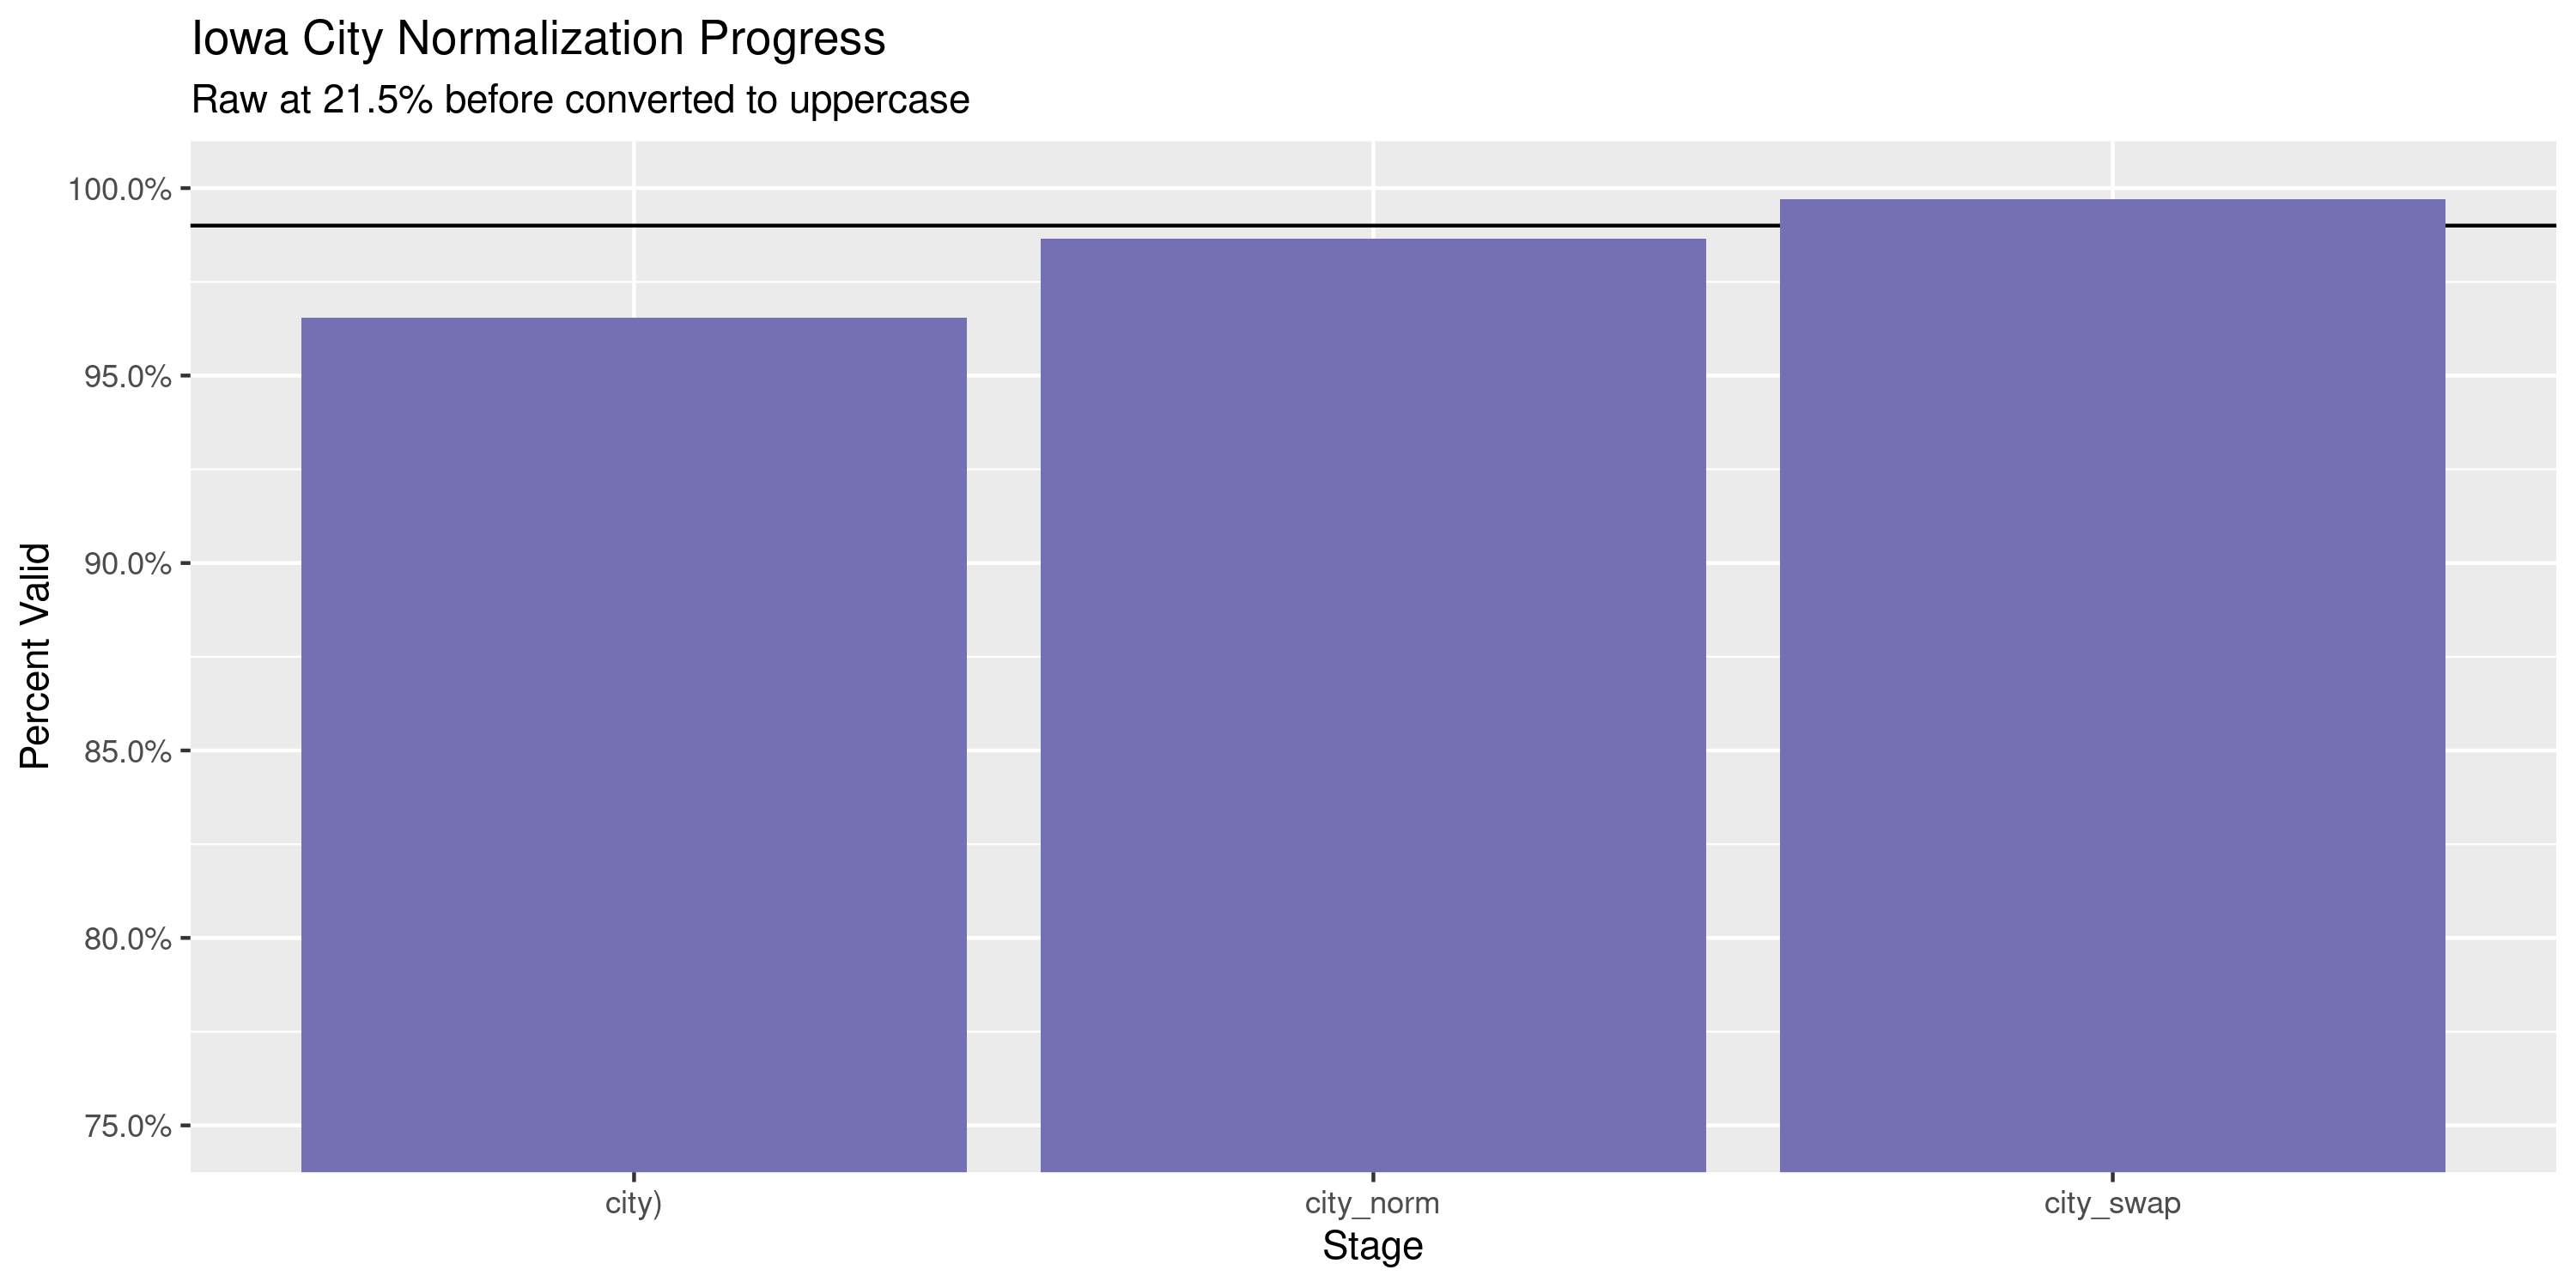 Iowa City Normalization Progress
Raw at 21.5% before converted to uppercase
Percent Valid
100.0%
95.0%
90.0%
85.0%
80.0%
75.0%
city)
city_norm
city_swap
Stage